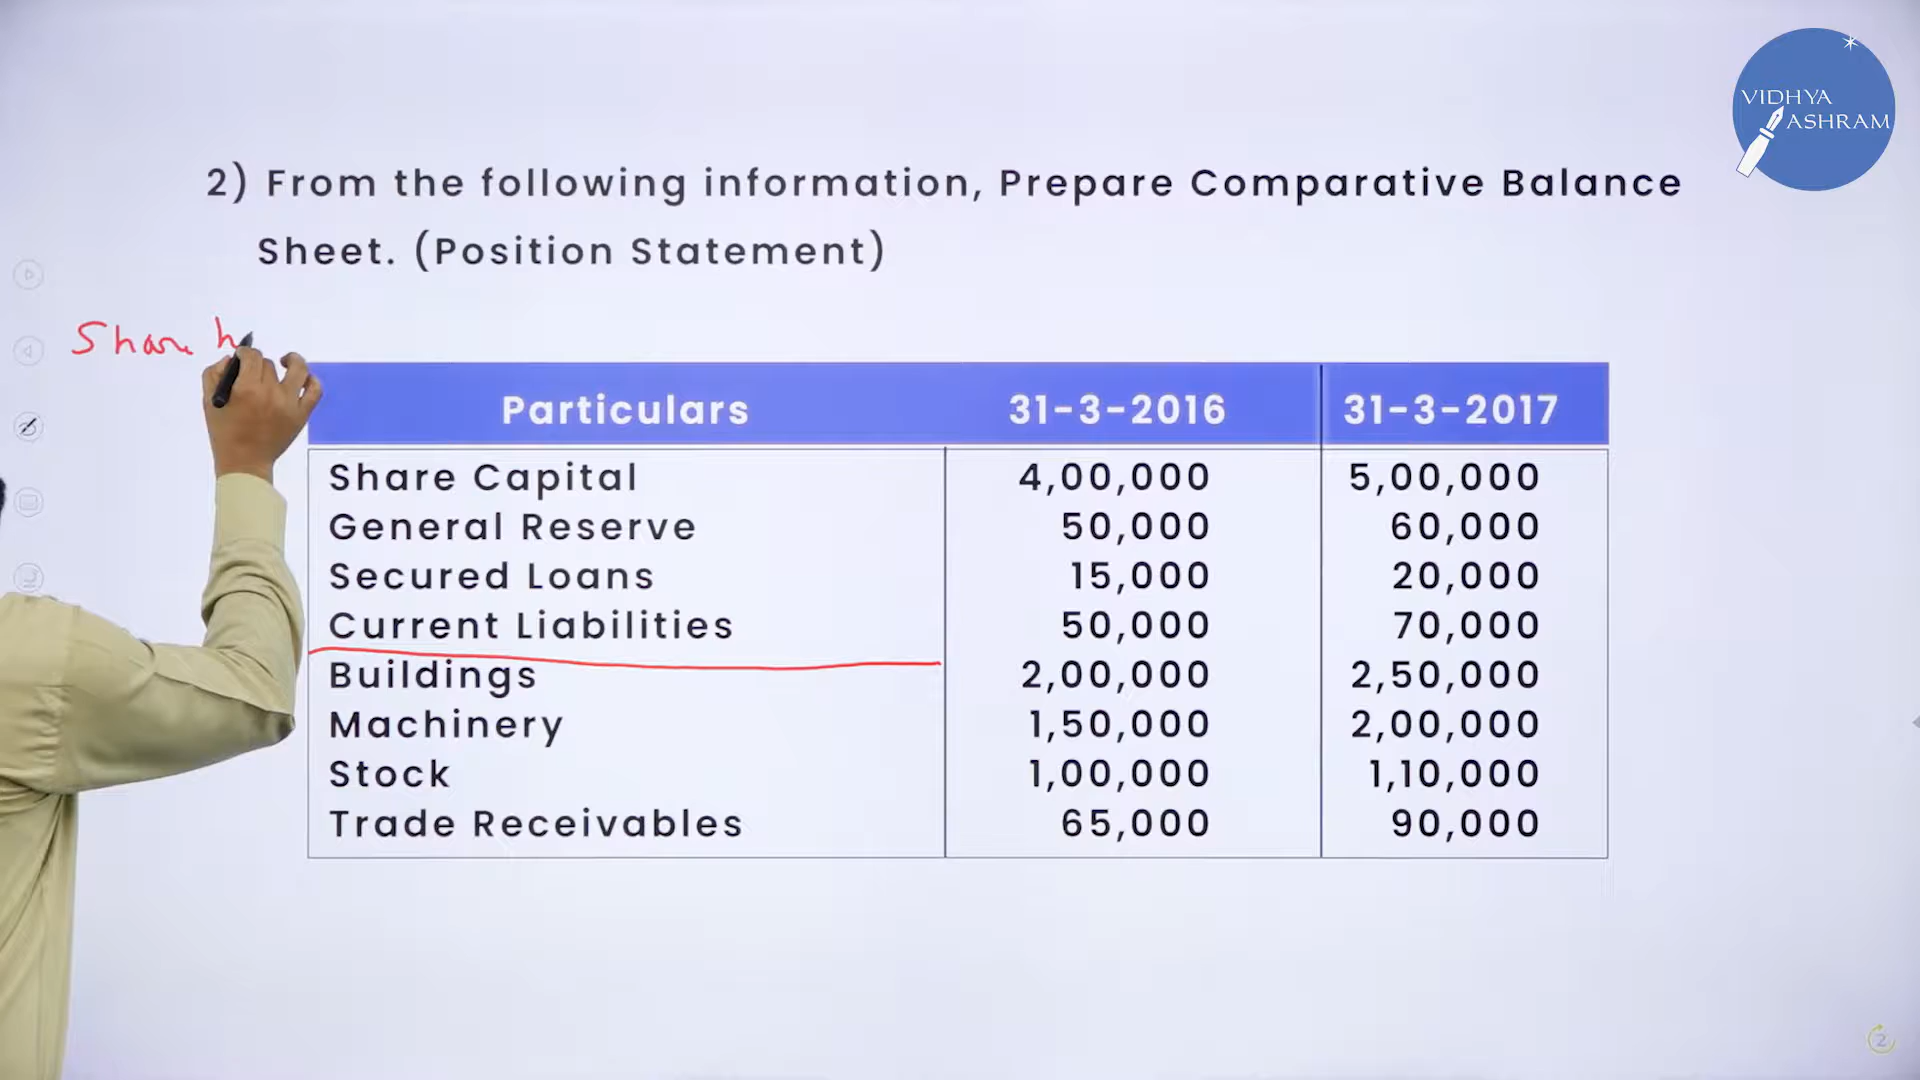 VIDHYA
ASHRAM
2) From the following information, Prepare Comparative Balance
Sheet. (Position Statement)
Share h
Particulars 31-3-2016 31-3-2017
Share Capital 4,00,000 5,00,000
General Reserve 50,000 60,000
Secured Loans 15,000 20,000
Current Liabilities 50,000 70,000
Buildings 2,00,000 2,50,000
Machinery 1,50,000 2,00,000
Stock 1,00,000 1,10,000
Trade Receivables 65,000 90,000
2